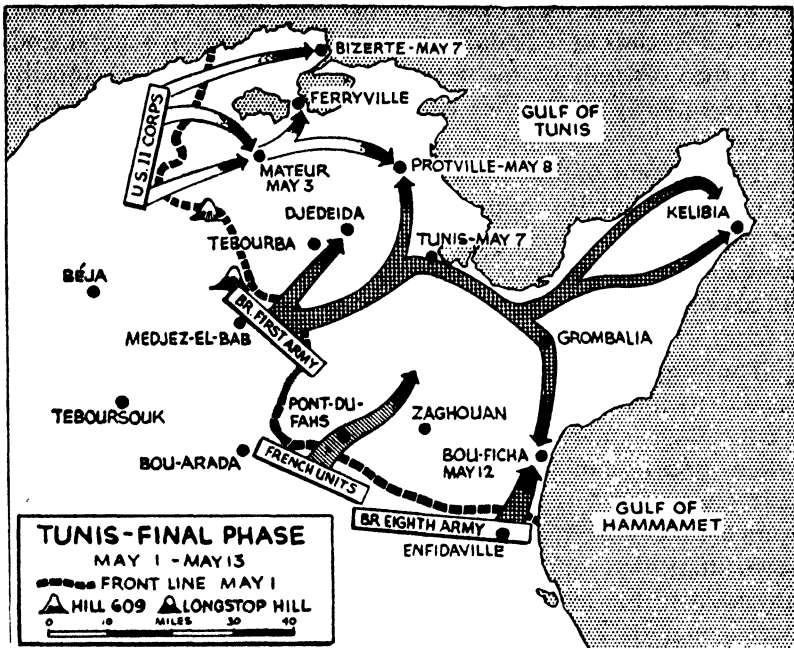 BIZERTE-MAY 7
FERRYVILLE
GULF OF
TUNIS
U.S. II CORPS
MATEUR
MAY 3
PROTVILLE-MAY 8
KELIBIA
DJEDEIDA
TEBOURBA
TUNIS-MAY 7
BÉJA
BR. FIRST ARMY
MEDJEZ-EL-BAB
GROMBALIA
PONT-DU-
FAHS
ZAGHOUAN
TEBOURSOUK
BOU-ARADA
FRENCH UNITS
BOU-FICHA
MAY 12
GULF OF
HAMMAMET
BR. EIGHTH ARMY
ENFIDAVILLE
TUNIS-FINAL PHASE
MAY 1 - MAY 13
FRONT LINE MAY 1
HILL 609 LONGSTOP HILL
0 10 MILES 30 40